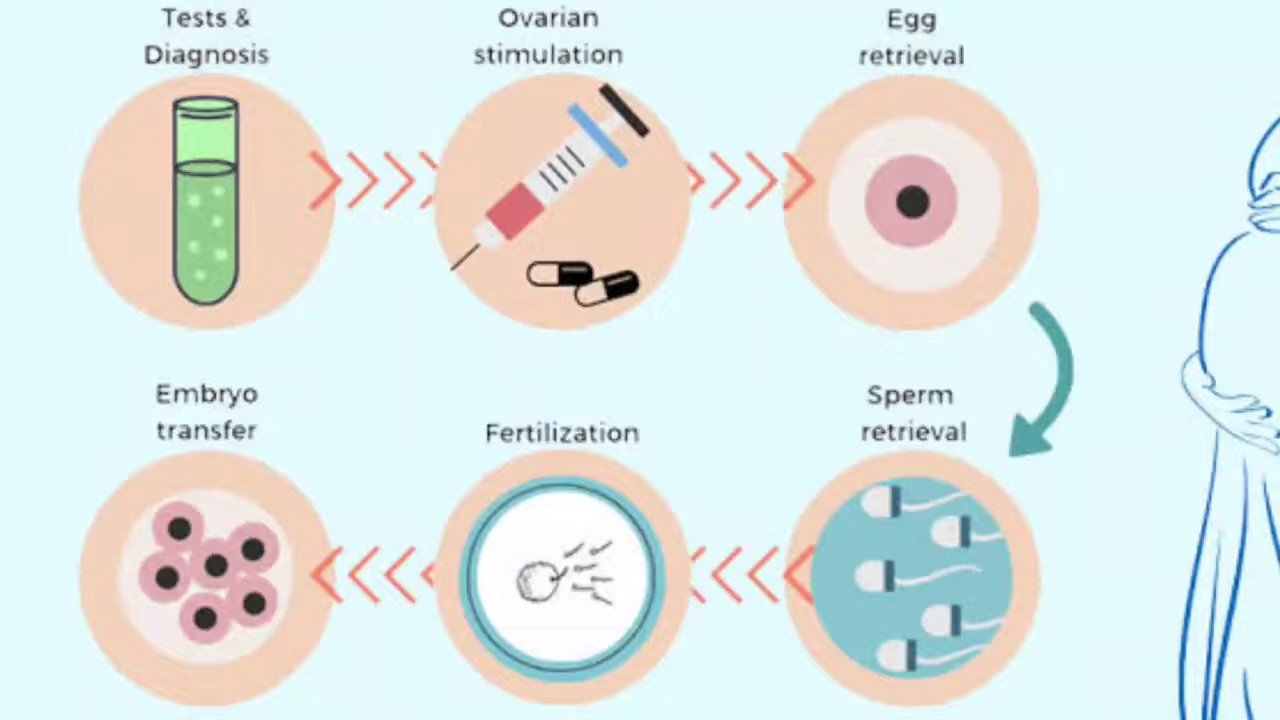 Tests &
Diagnosis
Ovarian
stimulation
Egg
retrieval
Sperm
retrieval
Fertilization
Embryo
transfer